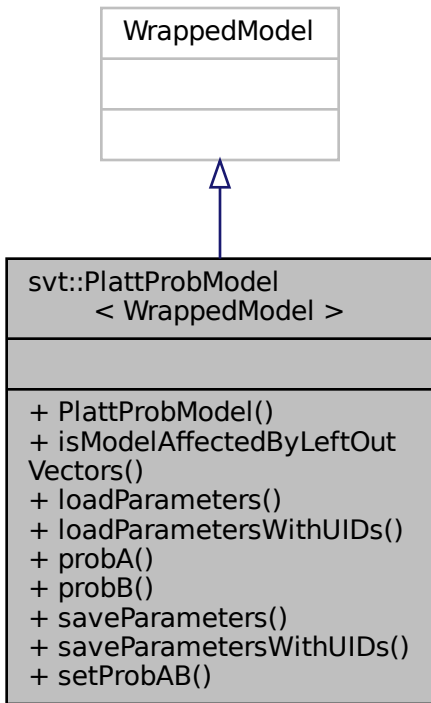 WrappedModel
svt::PlattProbModel
< WrappedModel >
+ PlattProbModel()
+ isModelAffectedByLeftOut
Vectors()
+ loadParameters()
+ loadParametersWithUIDs()
+ probA()
+ probB()
+ saveParameters()
+ saveParametersWithUIDs()
+ setProbAB()